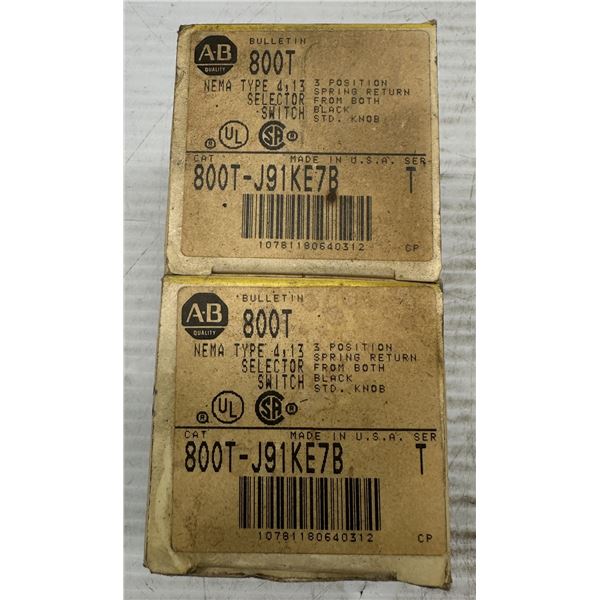 A-B
QUALITY
BULLETIN
800T
NEMA TYPE 4,13 3 POSITION
SELECTOR SPRING RETURN
SWITCH FROM BOTH
BLACK
STD. KNOB
® UL SA ®
CAT MADE IN U.S.A. SER
800T-J91KE7B T
10781180640312 CP
A-B
QUALITY
BULLETIN
800T
NEMA TYPE 4,13 3 POSITION
SELECTOR SPRING RETURN
SWITCH FROM BOTH
BLACK
STD. KNOB
® UL SA ®
CAT MADE IN U.S.A. SER
800T-J91KE7B T
10781180640312 CP